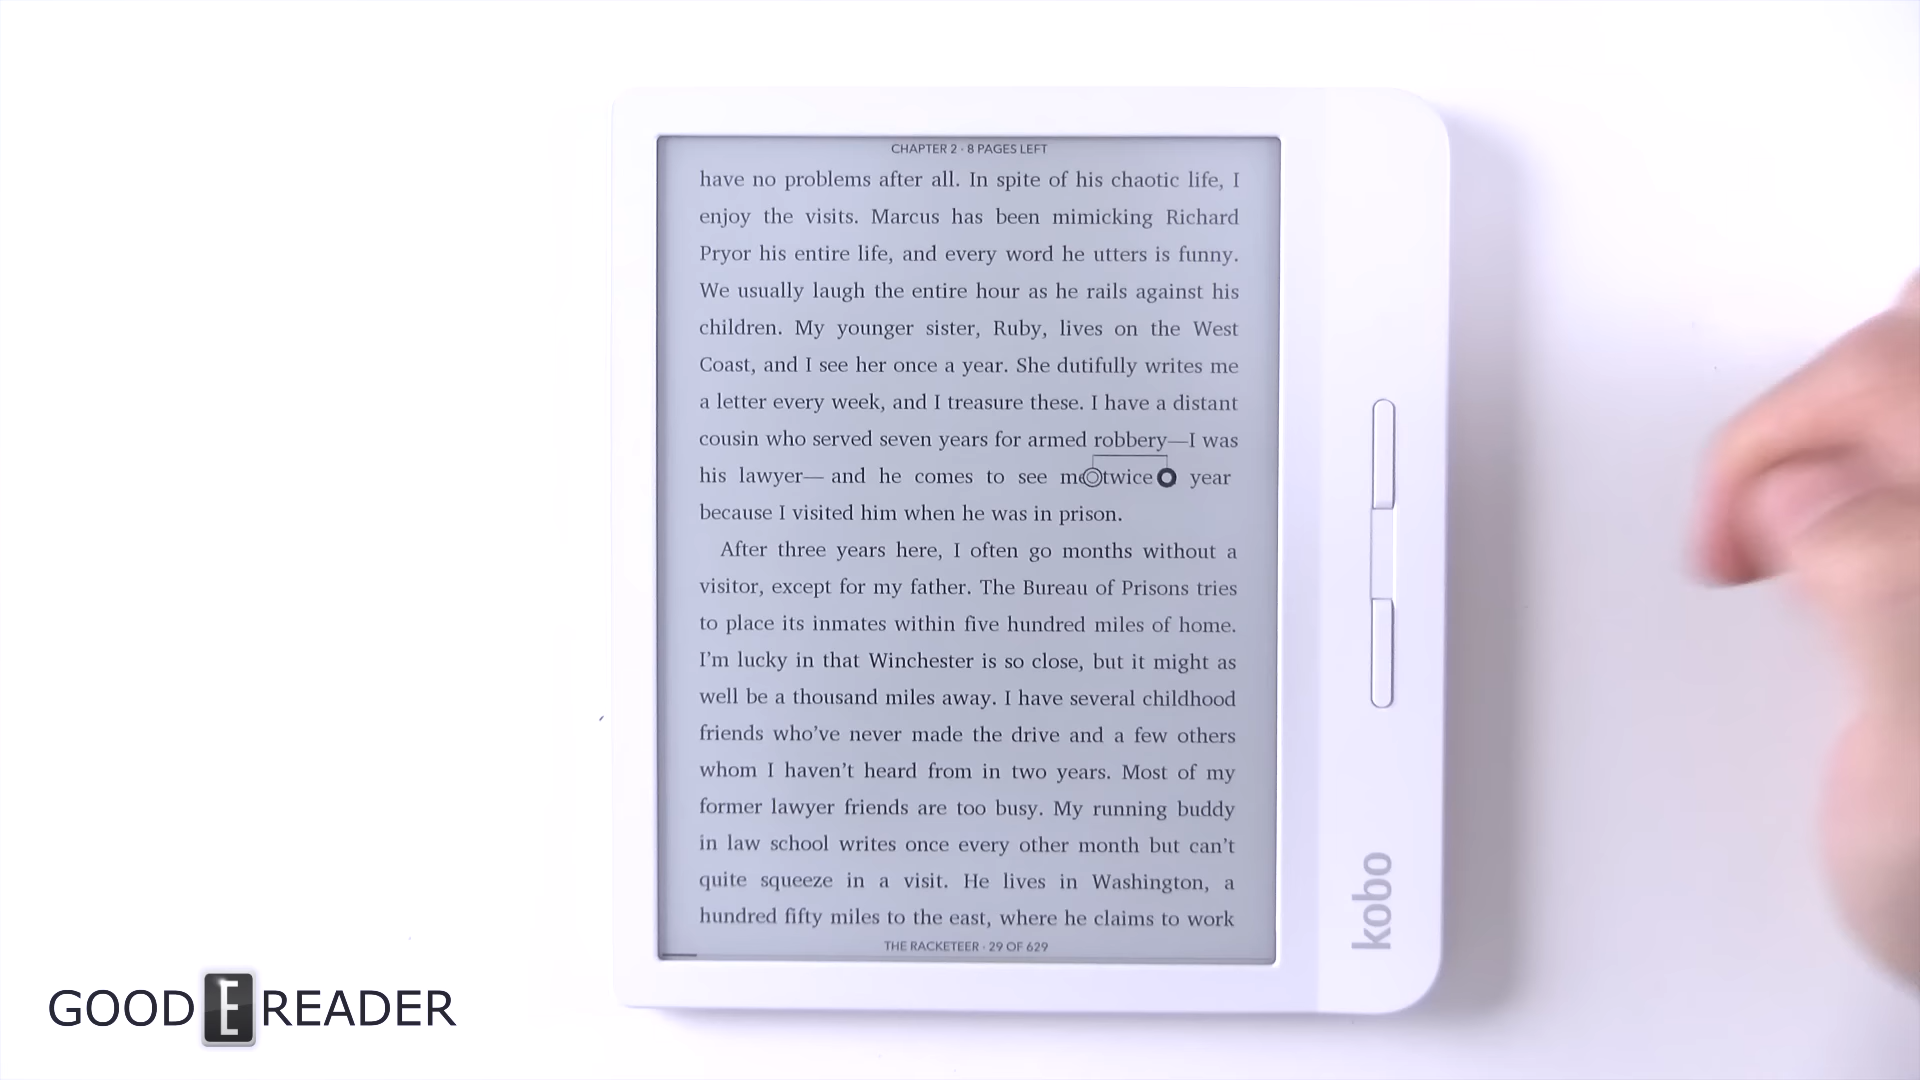 CHAPTER 2 - 8 PAGES LEFT
have no problems after all. In spite of his chaotic life, I
enjoy the visits. Marcus has been mimicking Richard
Pryor his entire life, and every word he utters is funny.
We usually laugh the entire hour as he rails against his
children. My younger sister, Ruby, lives on the West
Coast, and I see her once a year. She dutifully writes me
a letter every week, and I treasure these. I have a distant
cousin who served seven years for armed robbery—I was
his lawyer— and he comes to see me twice year
because I visited him when he was in prison.
After three years here, I often go months without a
visitor, except for my father. The Bureau of Prisons tries
to place its inmates within five hundred miles of home.
I'm lucky in that Winchester is so close, but it might as
well be a thousand miles away. I have several childhood
friends who've never made the drive and a few others
whom I haven't heard from in two years. Most of my
former lawyer friends are too busy. My running buddy
in law school writes once every other month but can't
quite squeeze in a visit. He lives in Washington, a
hundred fifty miles to the east, where he claims to work
THE RACKETEER - 29 OF 629
kobo
GOOD E READER